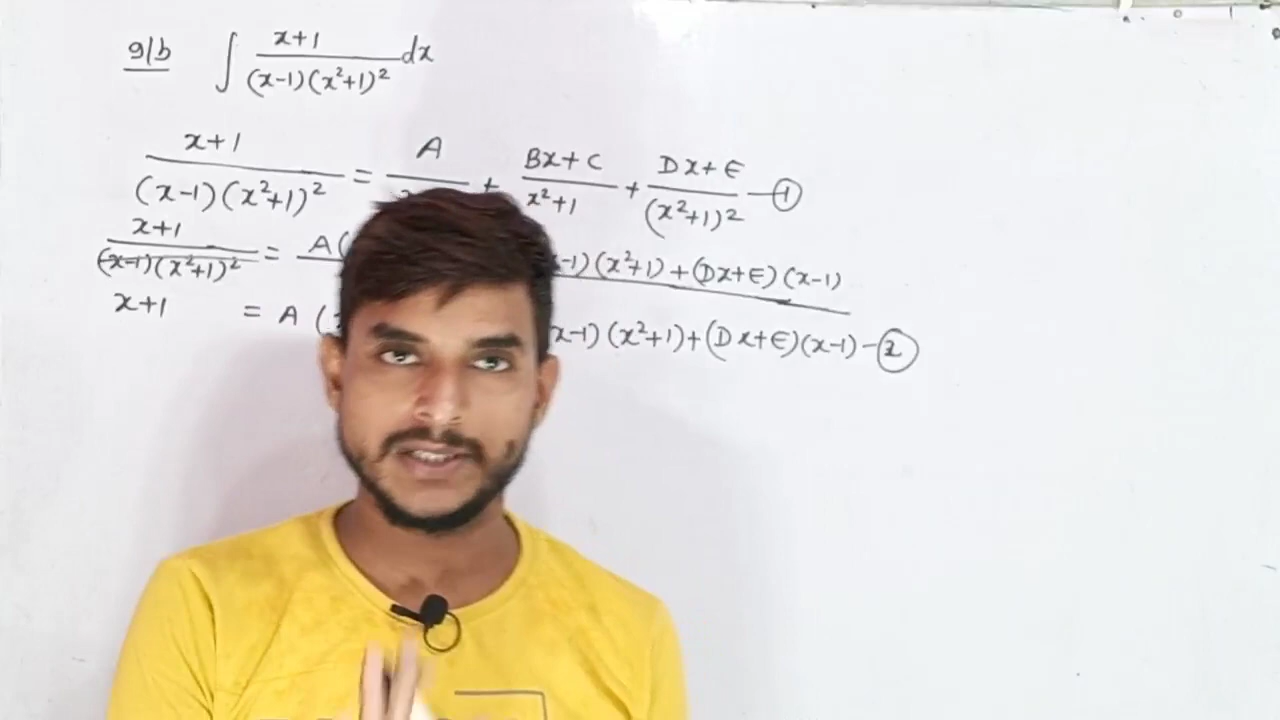 9/b ∫ x+1 / (x-1)(x²+1)² dx
x+1 / (x-1)(x²+1)² = A / + Bx+C / x²+1 + Dx+E / (x²+1)² — ①
x+1 / (x-1)(x²+1)² = A( -1)(x²+1)+(Dx+E)(x-1)
x+1 = A ( x-1)(x²+1)+(Dx+E)(x-1) - ②